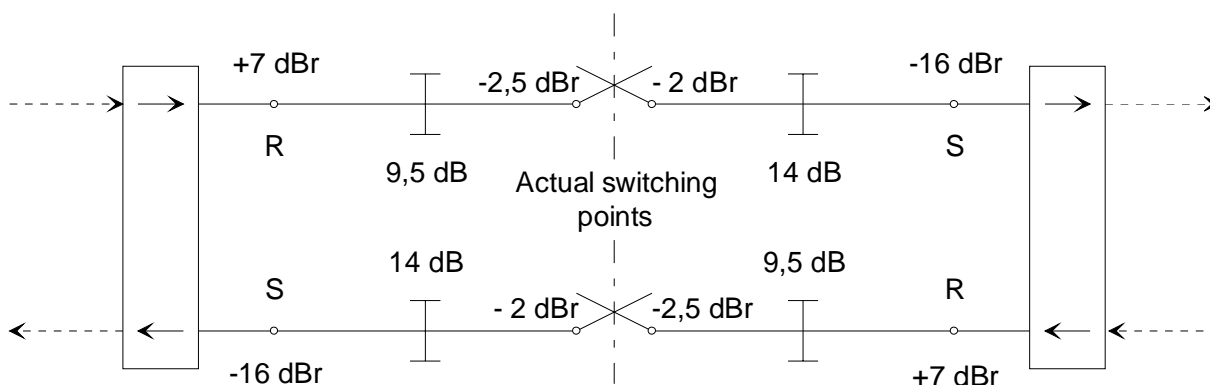 +7 dBr
-2,5 dBr
- 2 dBr
-16 dBr
R
S
9,5 dB
Actual switching
points
14 dB
14 dB
9,5 dB
S
R
- 2 dBr
-2,5 dBr
-16 dBr
+7 dBr